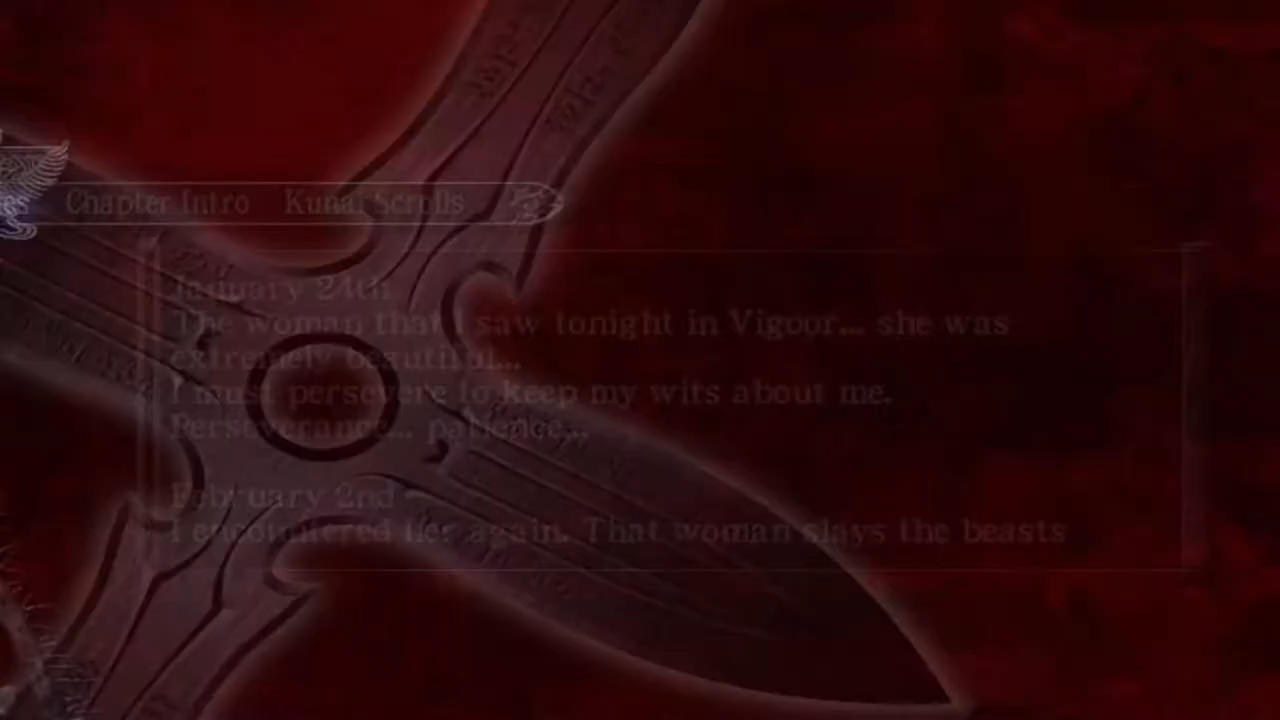 es Chapter Intro Kunai Scrolls
January 24th
The woman that I saw tonight in Vigoor... she was
extremely beautiful...
I must persevere to keep my wits about me.
Perseverance... patience...
February 2nd
I encountered her again. That woman slays the beasts